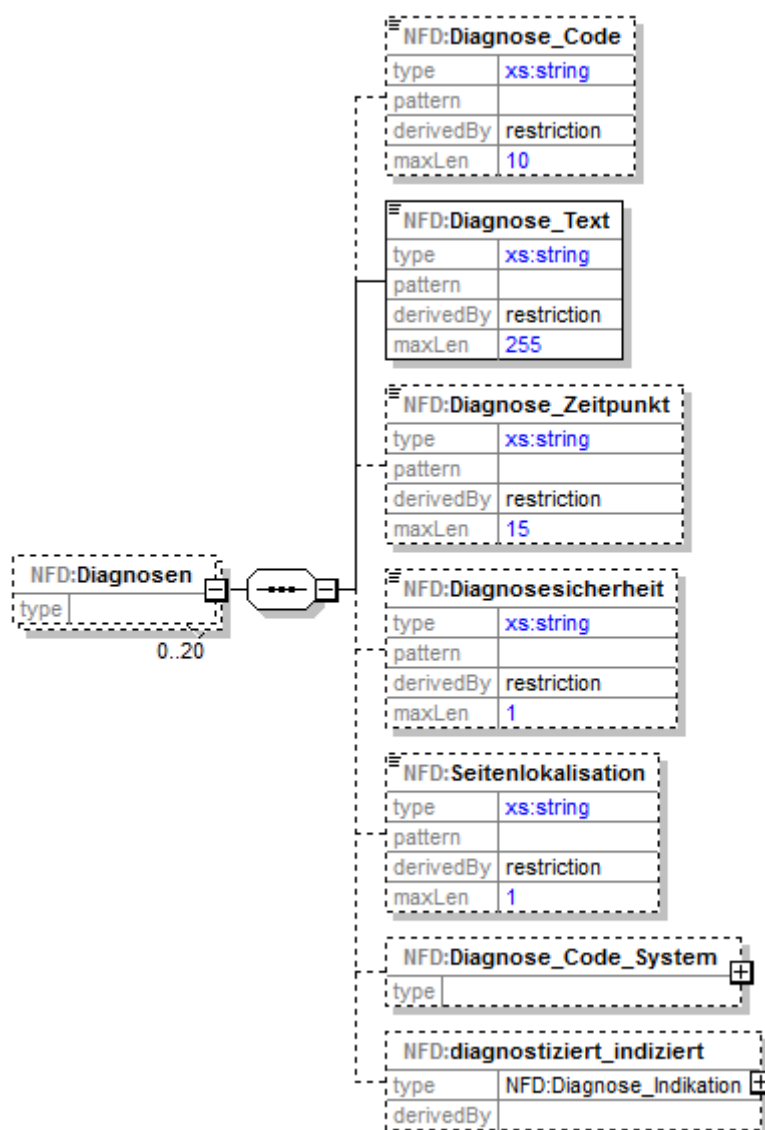 NFD:Diagnose_Code
type xs:string
pattern
derivedBy restriction
maxLen 10
NFD:Diagnose_Text
type xs:string
pattern
derivedBy restriction
maxLen 255
NFD:Diagnose_Zeitpunkt
type xs:string
pattern
derivedBy restriction
maxLen 15
NFD:Diagnosen
type
0..20
NFD:Diagnosesicherheit
type xs:string
pattern
derivedBy restriction
maxLen 1
NFD:Seitenlokalisation
type xs:string
pattern
derivedBy restriction
maxLen 1
NFD:Diagnose_Code_System
type
NFD:diagnostiziert_indiziert
type NFD:Diagnose_Indikation
derivedBy